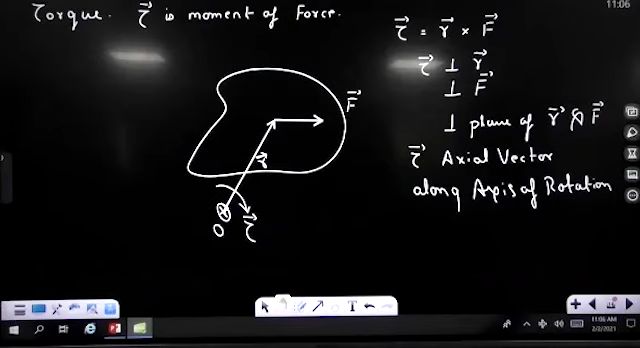 11:06
Torque. τ⃗ is moment of Force.
τ⃗ = r⃗ × F⃗
τ⃗ ⊥ r⃗
⊥ F⃗
⊥ plane of r⃗ & F⃗
τ⃗ Axial Vector
along Axis of Rotation
F⃗
r⃗
O
τ⃗
T
11:06 AM
2/2/2021